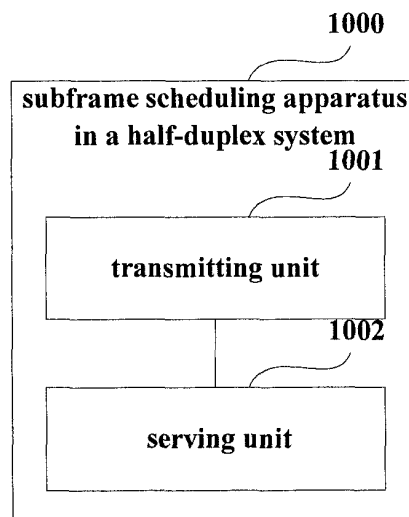 1000
subframe scheduling apparatus
in a half-duplex system
1001
transmitting unit
1002
serving unit